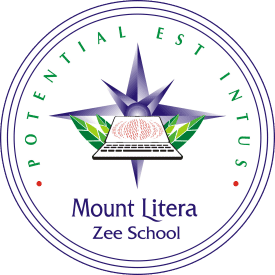 • POTENTIAL EST INTUS •
Mount Litera
Zee School